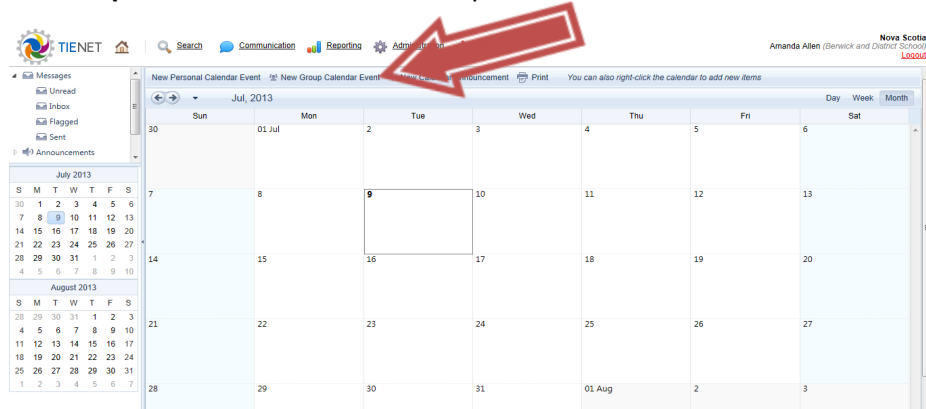 TIENET Search Communication Reporting Administration
Nova Scotia
Amanda Allen (Berwick and District School)
Logout
Messages
Unread
Inbox
Flagged
Sent
Announcements
New Personal Calendar Event New Group Calendar Event Print You can also right-click the calendar to add new items
Jul, 2013 Day Week Month
Sun Mon Tue Wed Thu Fri Sat
30 01 Jul 2 3 4 5 6
7 8 9 10 11 12 13
14 15 16 17 18 19 20
21 22 23 24 25 26 27
28 29 30 31 01 Aug 2 3
July 2013
S M T W T F S
30 1 2 3 4 5 6
7 8 9 10 11 12 13
14 15 16 17 18 19 20
21 22 23 24 25 26 27
28 29 30 31 1 2 3
4 5 6 7 8 9 10
August 2013
S M T W T F S
28 29 30 31 1 2 3
4 5 6 7 8 9 10
11 12 13 14 15 16 17
18 19 20 21 22 23 24
25 26 27 28 29 30 31
1 2 3 4 5 6 7